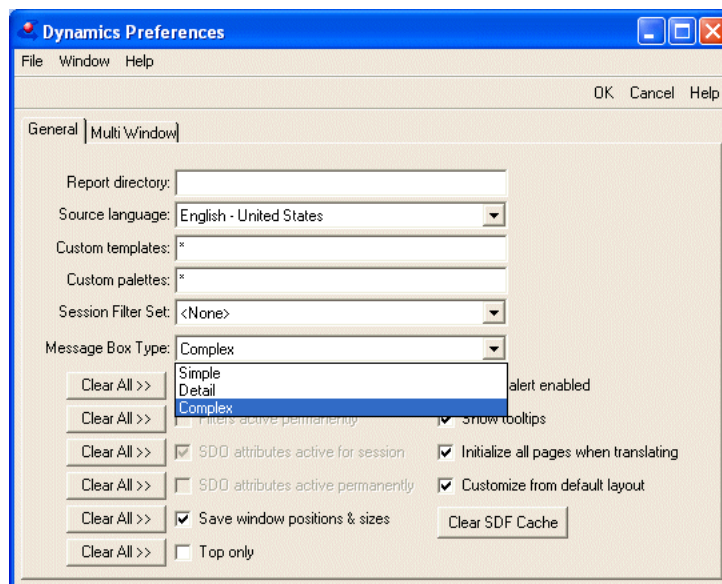 Dynamics Preferences
File Window Help
OK Cancel Help
General Multi Window
Report directory:
Source language: English - United States
Custom templates: *
Custom palettes: *
Session Filter Set: <None>
Message Box Type: Complex
Simple
Detail
Complex
Clear All >> alert enabled
Clear All >> Filters active permanently Show tooltips
Clear All >> SDO attributes active for session Initialize all pages when translating
Clear All >> SDO attributes active permanently Customize from default layout
Clear All >> Save window positions & sizes Clear SDF Cache
Clear All >> Top only